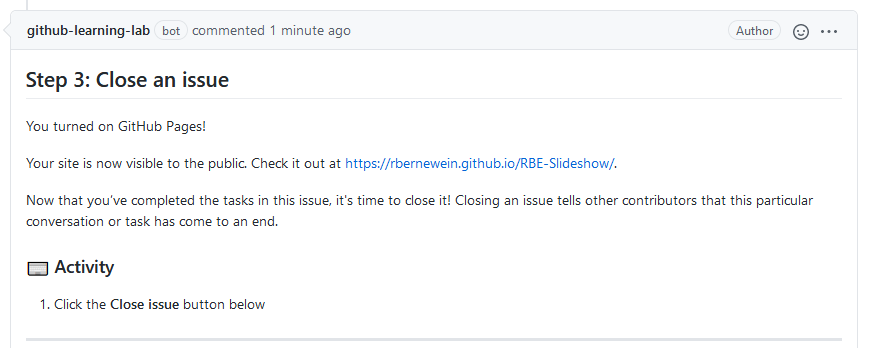 github-learning-lab bot commented 1 minute ago Author
Step 3: Close an issue
You turned on GitHub Pages!
Your site is now visible to the public. Check it out at https://rbernewein.github.io/RBE-Slideshow/.
Now that you've completed the tasks in this issue, it's time to close it! Closing an issue tells other contributors that this particular
conversation or task has come to an end.
Activity
1. Click the Close issue button below